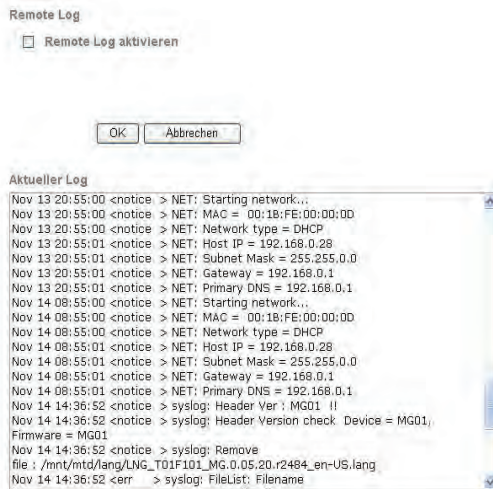 Remote Log
Remote Log aktivieren
OK
Abbrechen
Aktueller Log
Nov 13 20:55:00 <notice > NET: Starting network...
Nov 13 20:55:00 <notice > NET: MAC = 00:1B:FE:00:00:0D
Nov 13 20:55:00 <notice > NET: Network type = DHCP
Nov 13 20:55:01 <notice > NET: Host IP = 192.168.0.28
Nov 13 20:55:01 <notice > NET: Subnet Mask = 255.255.0.0
Nov 13 20:55:01 <notice > NET: Gateway = 192.168.0.1
Nov 13 20:55:01 <notice > NET: Primary DNS = 192.168.0.1
Nov 14 08:55:00 <notice > NET: Starting network...
Nov 14 08:55:00 <notice > NET: MAC = 00:1B:FE:00:00:0D
Nov 14 08:55:00 <notice > NET: Network type = DHCP
Nov 14 08:55:01 <notice > NET: Host IP = 192.168.0.28
Nov 14 08:55:01 <notice > NET: Subnet Mask = 255.255.0.0
Nov 14 08:55:01 <notice > NET: Gateway = 192.168.0.1
Nov 14 08:55:01 <notice > NET: Primary DNS = 192.168.0.1
Nov 14 14:36:52 <notice > syslog: Header Ver : MG01 !!
Nov 14 14:36:52 <notice > syslog: Header Version check Device = MG01,
Firmware = MG01
Nov 14 14:36:52 <notice > syslog: Remove
file : /mnt/mtd/lang/LNG_T01F101_MG.0.05.20.r2484_en-US.lang
Nov 14 14:36:52 <err > syslog: FileList: Filename